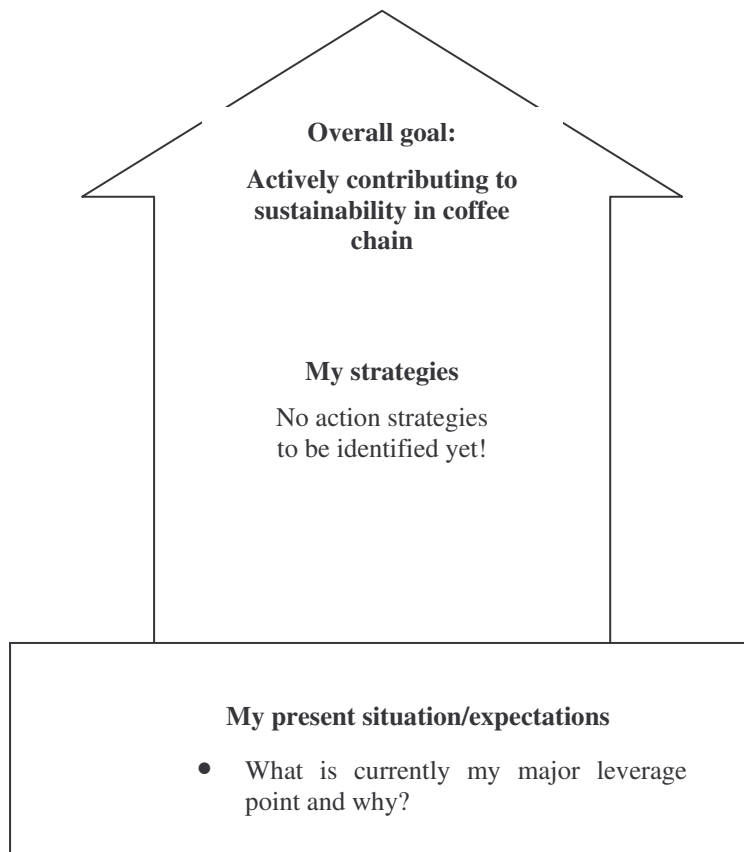 Overall goal:
Actively contributing to
sustainability in coffee
chain
My strategies
No action strategies
to be identified yet!
My present situation/expectations
• What is currently my major leverage
point and why?